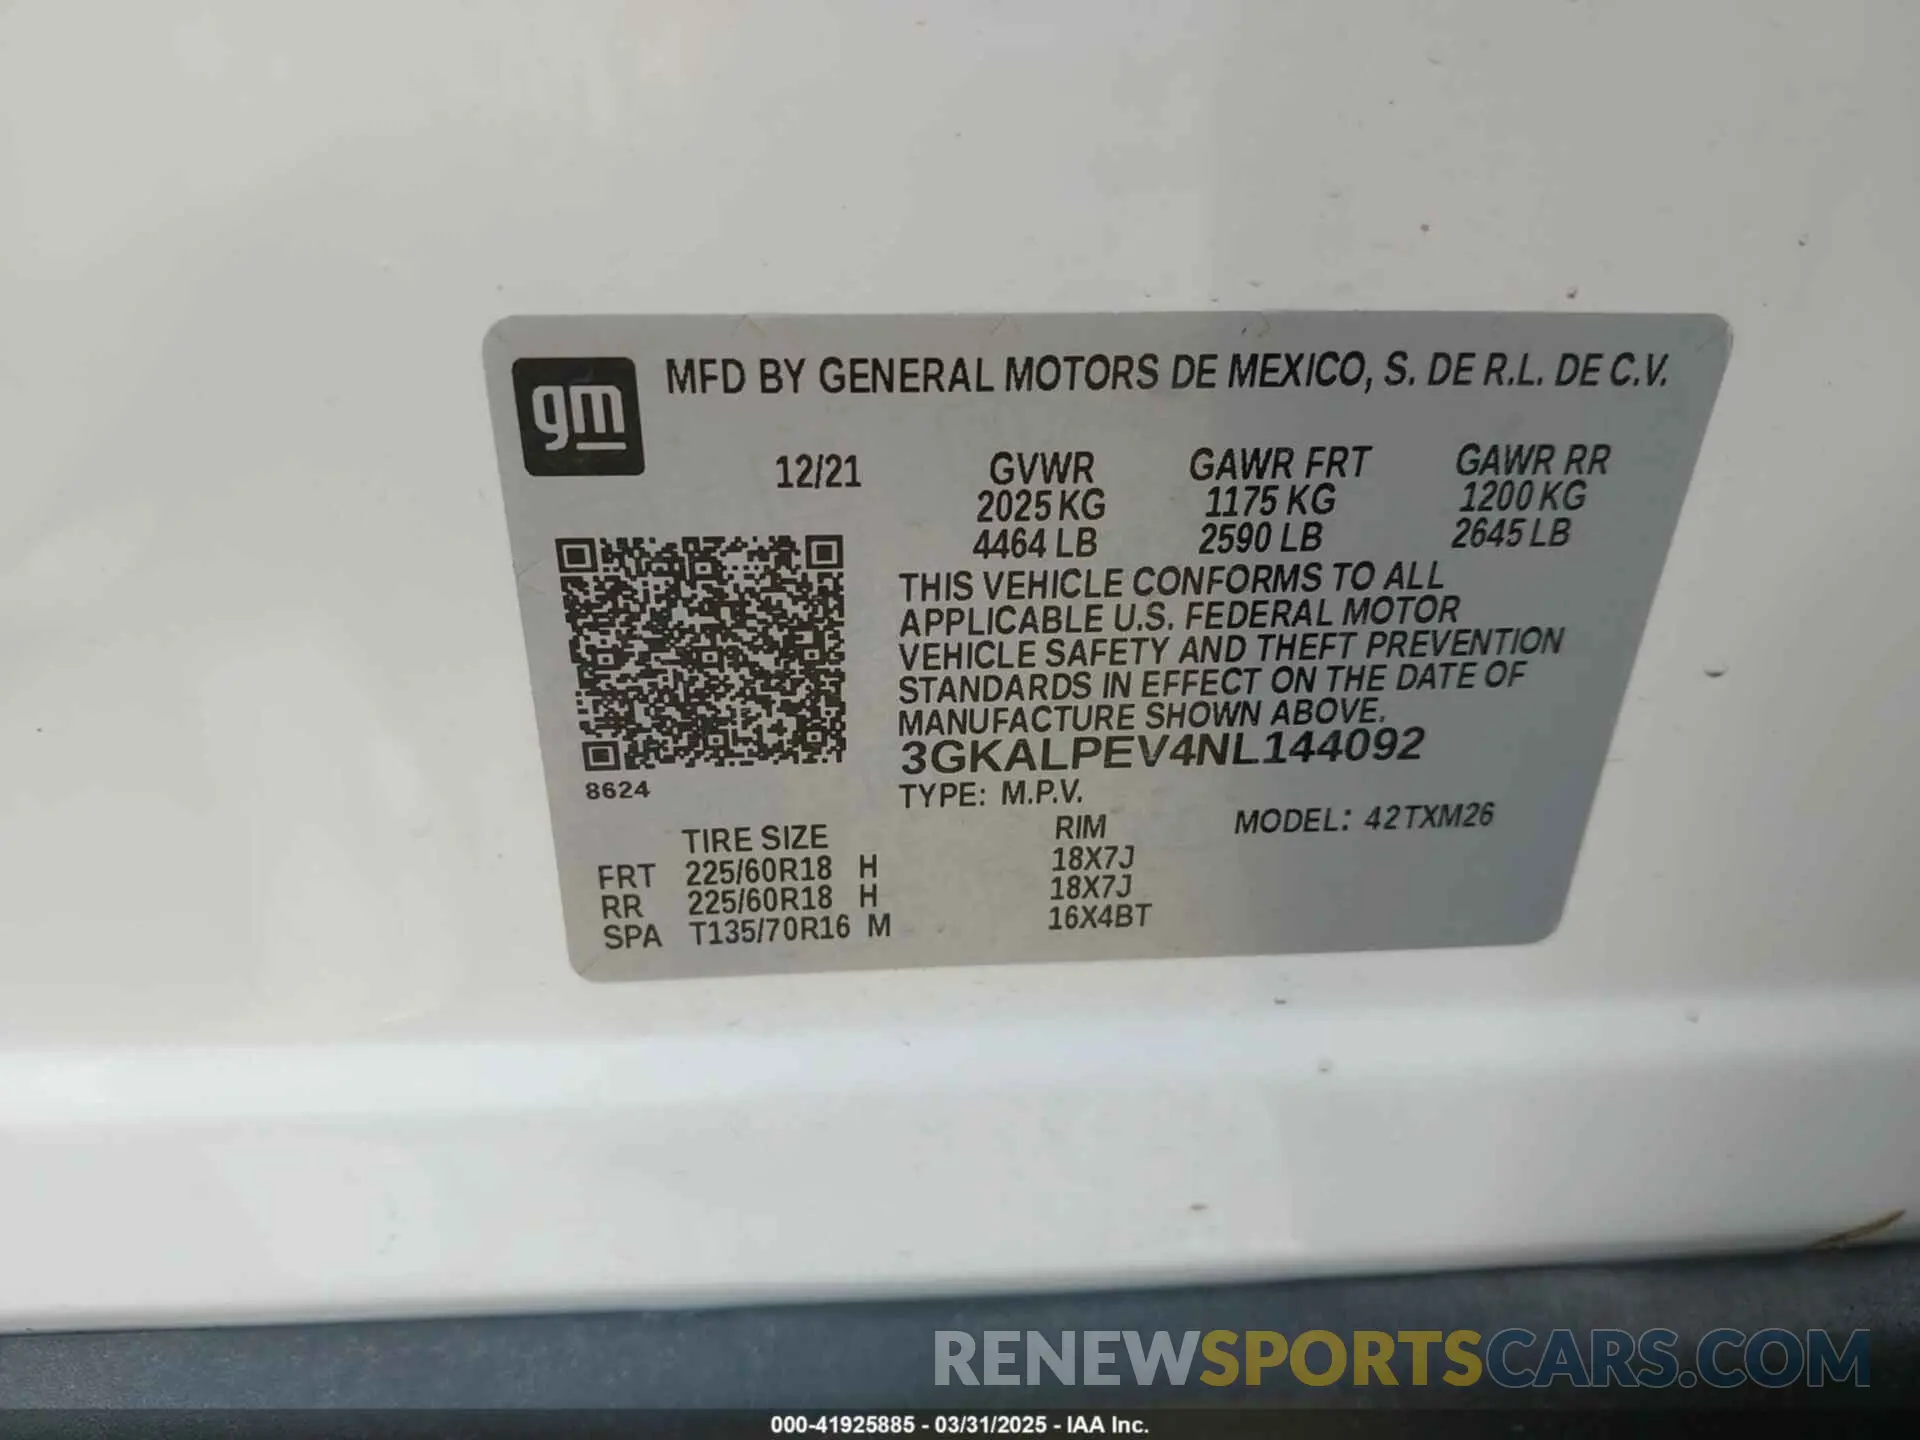 gm
MFD BY GENERAL MOTORS DE MEXICO, S. DE R.L. DE C.V.
12/21 GVWR GAWR FRT GAWR RR
2025 KG 1175 KG 1200 KG
4464 LB 2590 LB 2645 LB
THIS VEHICLE CONFORMS TO ALL
APPLICABLE U.S. FEDERAL MOTOR
VEHICLE SAFETY AND THEFT PREVENTION
STANDARDS IN EFFECT ON THE DATE OF
MANUFACTURE SHOWN ABOVE.
3GKALPEV4NL144092
8624
TYPE: M.P.V.
TIRE SIZE RIM MODEL: 42TXM26
FRT 225/60R18 H 18X7J
RR 225/60R18 H 18X7J
SPA T135/70R16 M 16X4BT
RENEWSPORTSCARS.COM
000-41925885 - 03/31/2025 - IAA Inc.